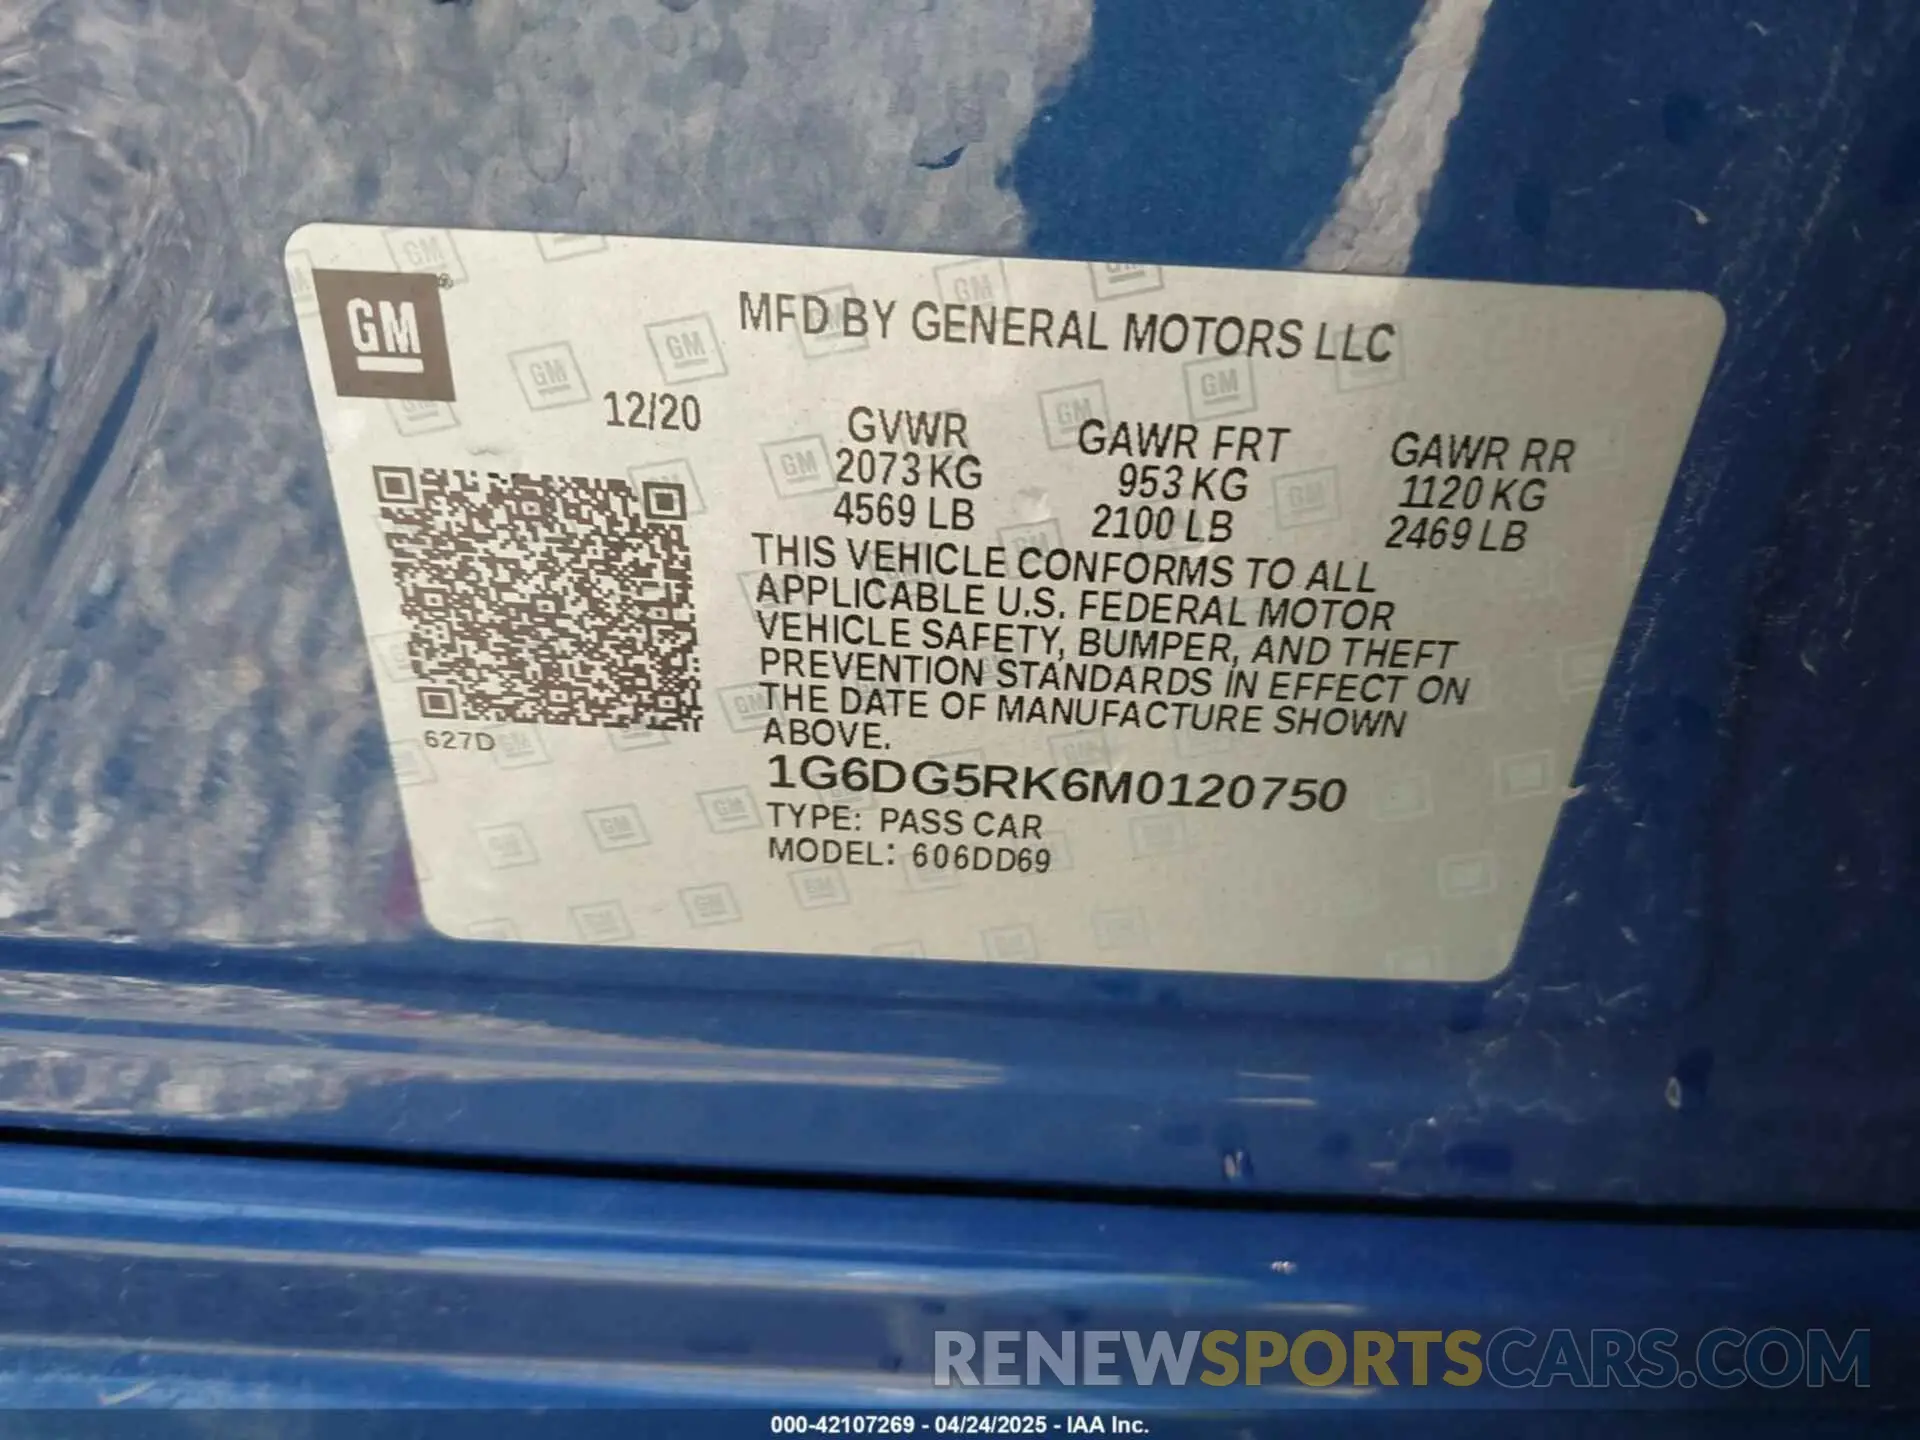 GM®
MFD BY GENERAL MOTORS LLC
12/20
GVWR GAWR FRT GAWR RR
2073 KG 953 KG 1120 KG
4569 LB 2100 LB 2469 LB
THIS VEHICLE CONFORMS TO ALL
APPLICABLE U.S. FEDERAL MOTOR
VEHICLE SAFETY, BUMPER, AND THEFT
PREVENTION STANDARDS IN EFFECT ON
THE DATE OF MANUFACTURE SHOWN
ABOVE.
627D
1G6DG5RK6M0120750
TYPE: PASS CAR
MODEL: 606DD69
RENEWSPORTSCARS.COM
000-42107269 - 04/24/2025 - IAA Inc.